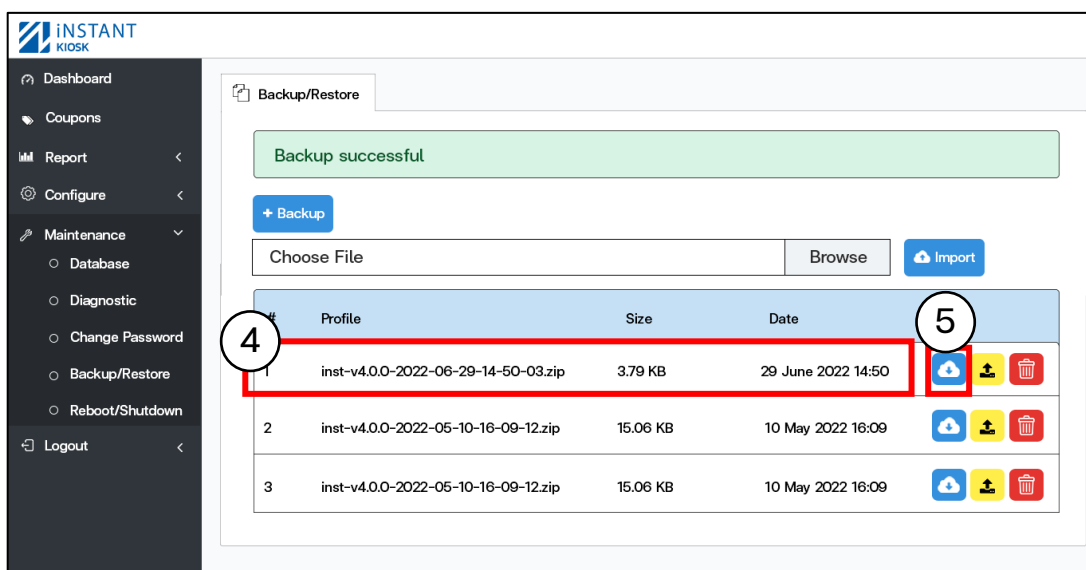 iNSTANT
KIOSK
Dashboard
Coupons
Report
Configure
Maintenance
Database
Diagnostic
Change Password
Backup/Restore
Reboot/Shutdown
Logout
Backup/Restore
Backup successful
+ Backup
Choose File Browse Import
# Profile Size Date 5
4
1 inst-v4.0.0-2022-06-29-14-50-03.zip 3.79 KB 29 June 2022 14:50
2 inst-v4.0.0-2022-05-10-16-09-12.zip 15.06 KB 10 May 2022 16:09
3 inst-v4.0.0-2022-05-10-16-09-12.zip 15.06 KB 10 May 2022 16:09